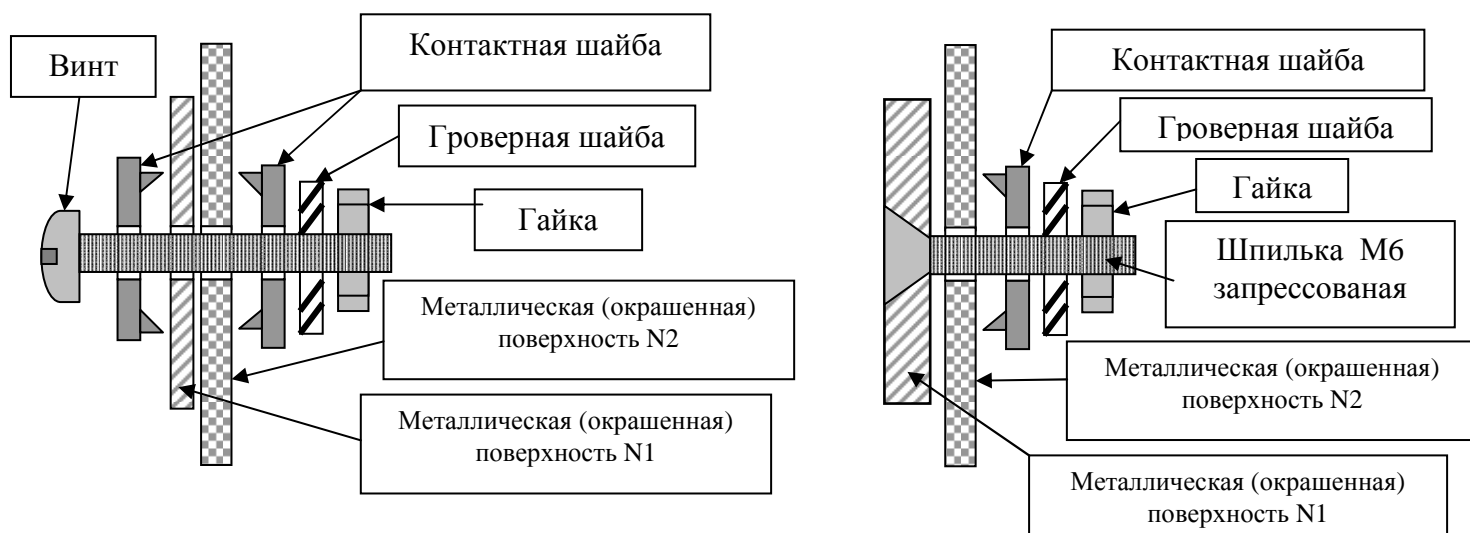 Винт
Контактная шайба
Гроверная шайба
Гайка
Металлическая (окрашенная)
поверхность N2
Металлическая (окрашенная)
поверхность N1
Контактная шайба
Гроверная шайба
Гайка
Шпилька М6
запрессованая
Металлическая (окрашенная)
поверхность N2
Металлическая (окрашенная)
поверхность N1